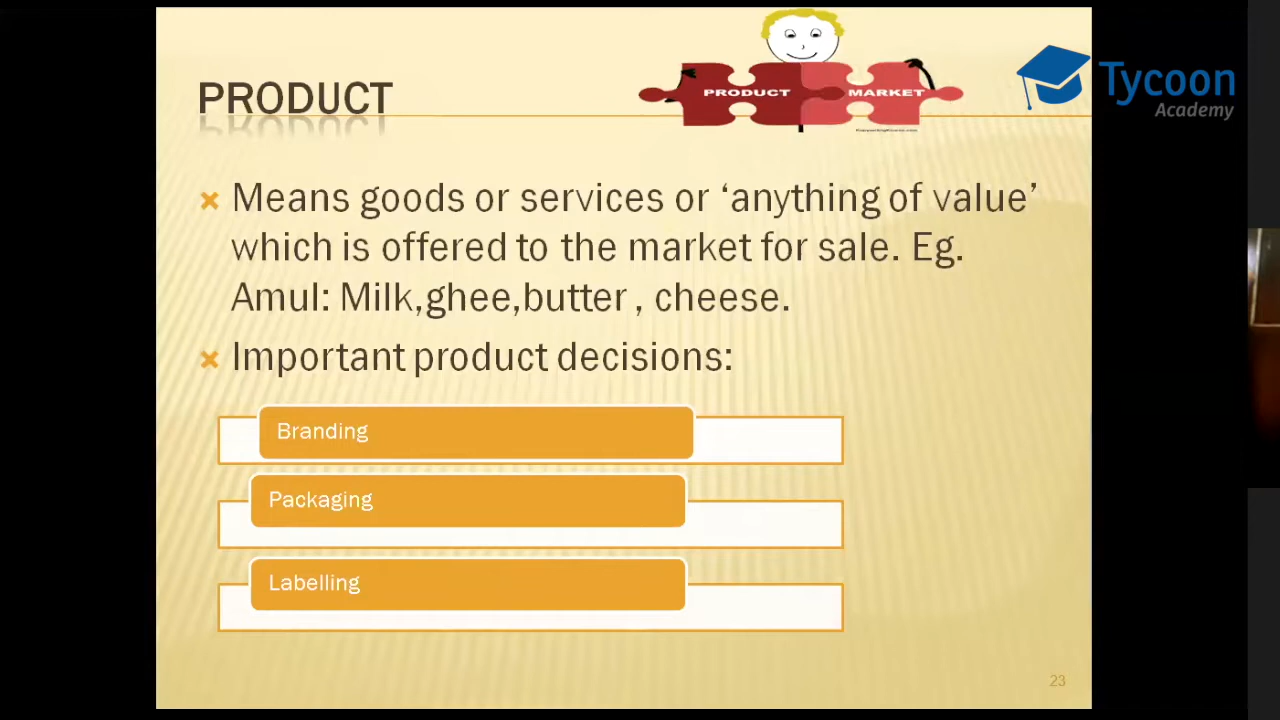 PRODUCT
PRODUCT MARKET
Tycoon
Academy
Means goods or services or ‘anything of value’
which is offered to the market for sale. Eg.
Amul: Milk,ghee,butter , cheese.
Important product decisions:
Branding
Packaging
Labelling
23